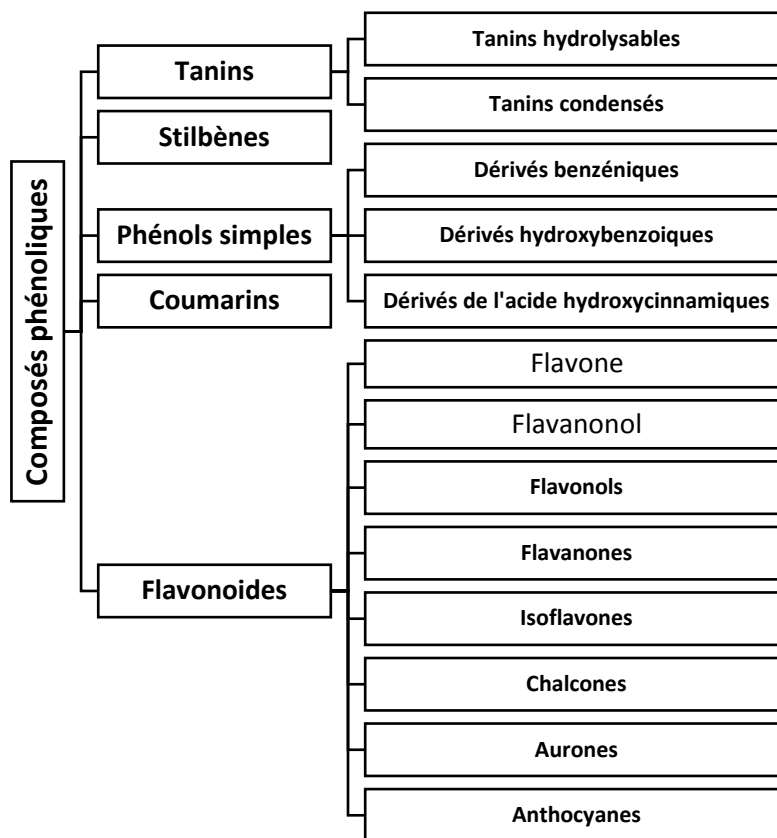 Composés phénoliques
Tanins
Tanins hydrolysables
Tanins condensés
Stilbènes
Phénols simples
Dérivés benzéniques
Dérivés hydroxybenzoiques
Dérivés de l'acide hydroxycinnamiques
Coumarins
Flavonoides
Flavone
Flavanonol
Flavonols
Flavanones
Isoflavones
Chalcones
Aurones
Anthocyanes